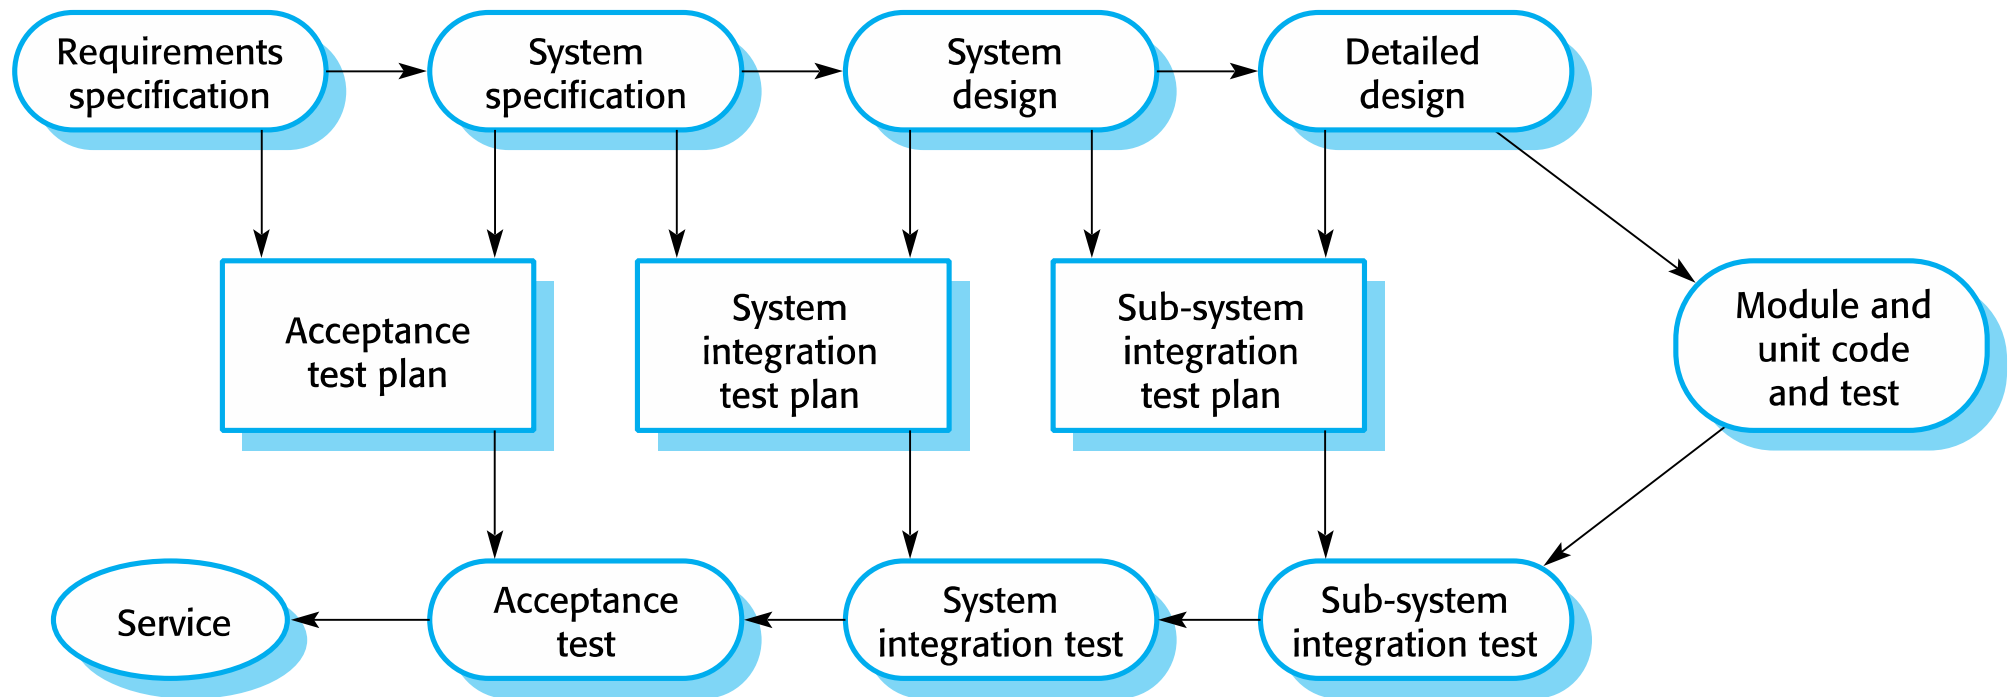 Requirements
specification
System
specification
System
design
Detailed
design
Acceptance
test plan
System
integration
test plan
Sub-system
integration
test plan
Module and
unit code
and test
Service
Acceptance
test
System
integration test
Sub-system
integration test